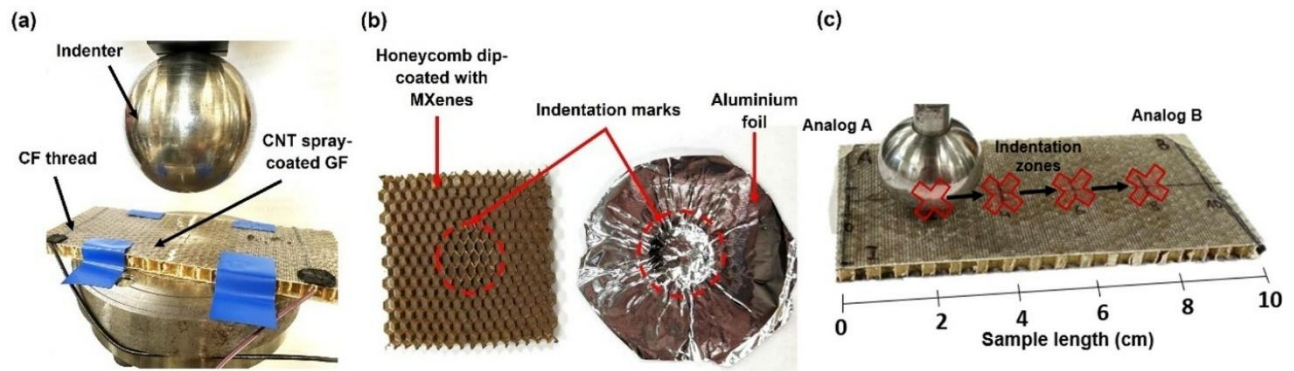 (a)
Indenter
CF thread
CNT spray-
coated GF
(b)
Honeycomb dip-
coated with
MXenes
Indentation marks
Aluminium
foil
(c)
Analog A
Analog B
Indentation
zones
A
B
0
2
4
6
8
10
Sample length (cm)